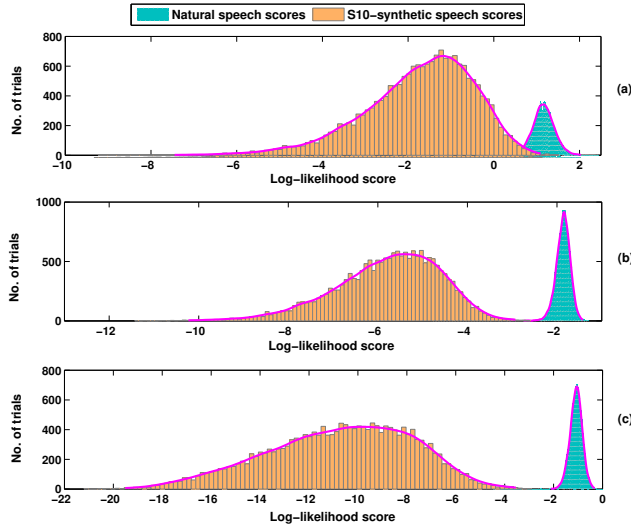 Natural speech scores S10-synthetic speech scores
800
600
400
200
0
No. of trials
-10 -8 -6 -4 -2 0 2
Log-likelihood score
(a)
1000
500
0
No. of trials
-12 -10 -8 -6 -4 -2
Log-likelihood score
(b)
800
600
400
200
0
No. of trials
-22 -20 -18 -16 -14 -12 -10 -8 -6 -4 -2 0
Log-likelihood score
(c)